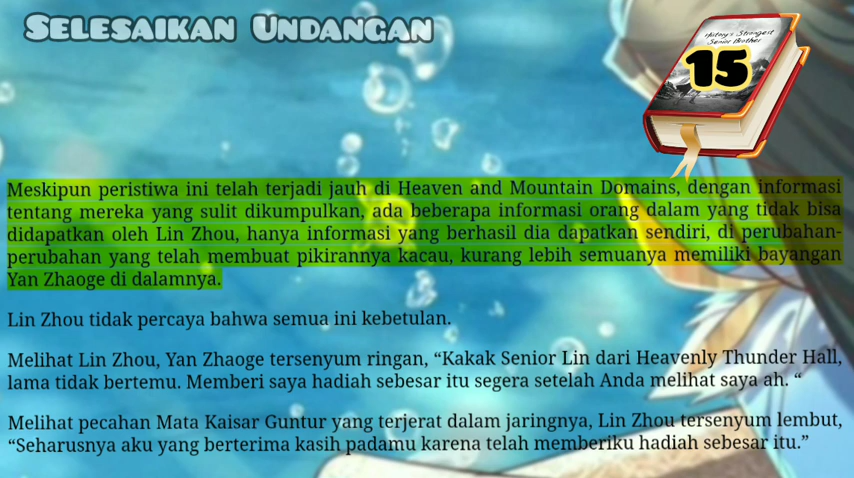 Selesaikan Undangan
History's Strongest
Senior Brother
15
Meskipun peristiwa ini telah terjadi jauh di Heaven and Mountain Domains, dengan informasi
tentang mereka yang sulit dikumpulkan, ada beberapa informasi orang dalam yang tidak bisa
didapatkan oleh Lin Zhou, hanya informasi yang berhasil dia dapatkan sendiri, di perubahan-
perubahan yang telah membuat pikirannya kacau, kurang lebih semuanya memiliki bayangan
Yan Zhaoge di dalamnya.
Lin Zhou tidak percaya bahwa semua ini kebetulan.
Melihat Lin Zhou, Yan Zhaoge tersenyum ringan, “Kakak Senior Lin dari Heavenly Thunder Hall,
lama tidak bertemu. Memberi saya hadiah sebesar itu segera setelah Anda melihat saya ah. “
Melihat pecahan Mata Kaisar Guntur yang terjerat dalam jaringnya, Lin Zhou tersenyum lembut,
“Seharusnya aku yang berterima kasih padamu karena telah memberiku hadiah sebesar itu.”